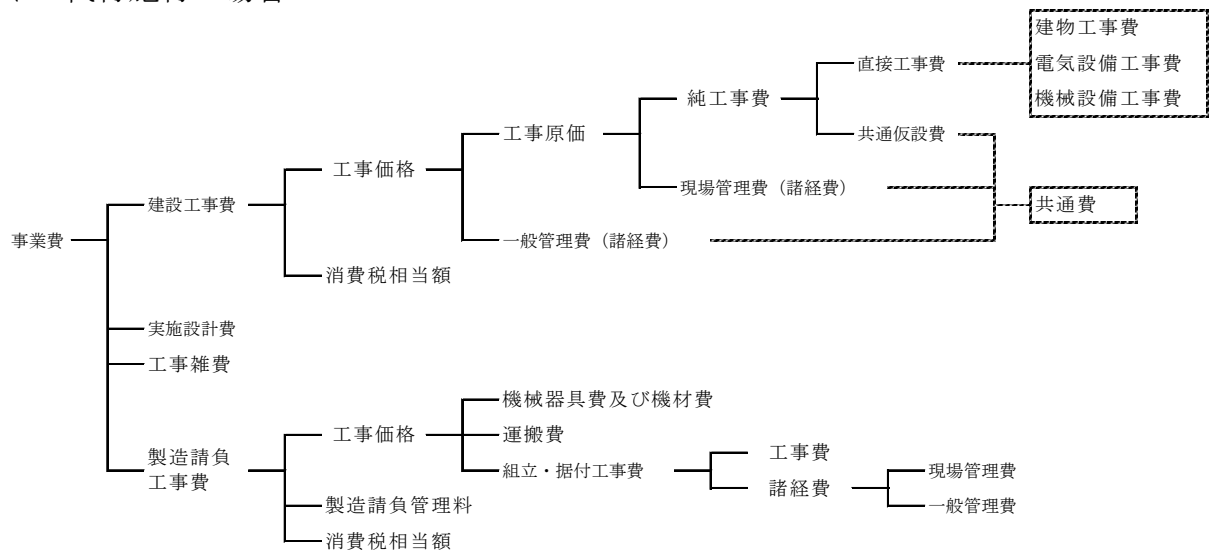 建物工事費
電気設備工事費
機械設備工事費
直接工事費
純工事費
共通仮設費
工事原価
現場管理費（諸経費）
共通費
工事価格
一般管理費（諸経費）
建設工事費
消費税相当額
事業費
実施設計費
工事雑費
機械器具費及び機材費
工事価格
運搬費
工事費
組立・据付工事費
諸経費
現場管理費
一般管理費
製造請負
工事費
製造請負管理料
消費税相当額